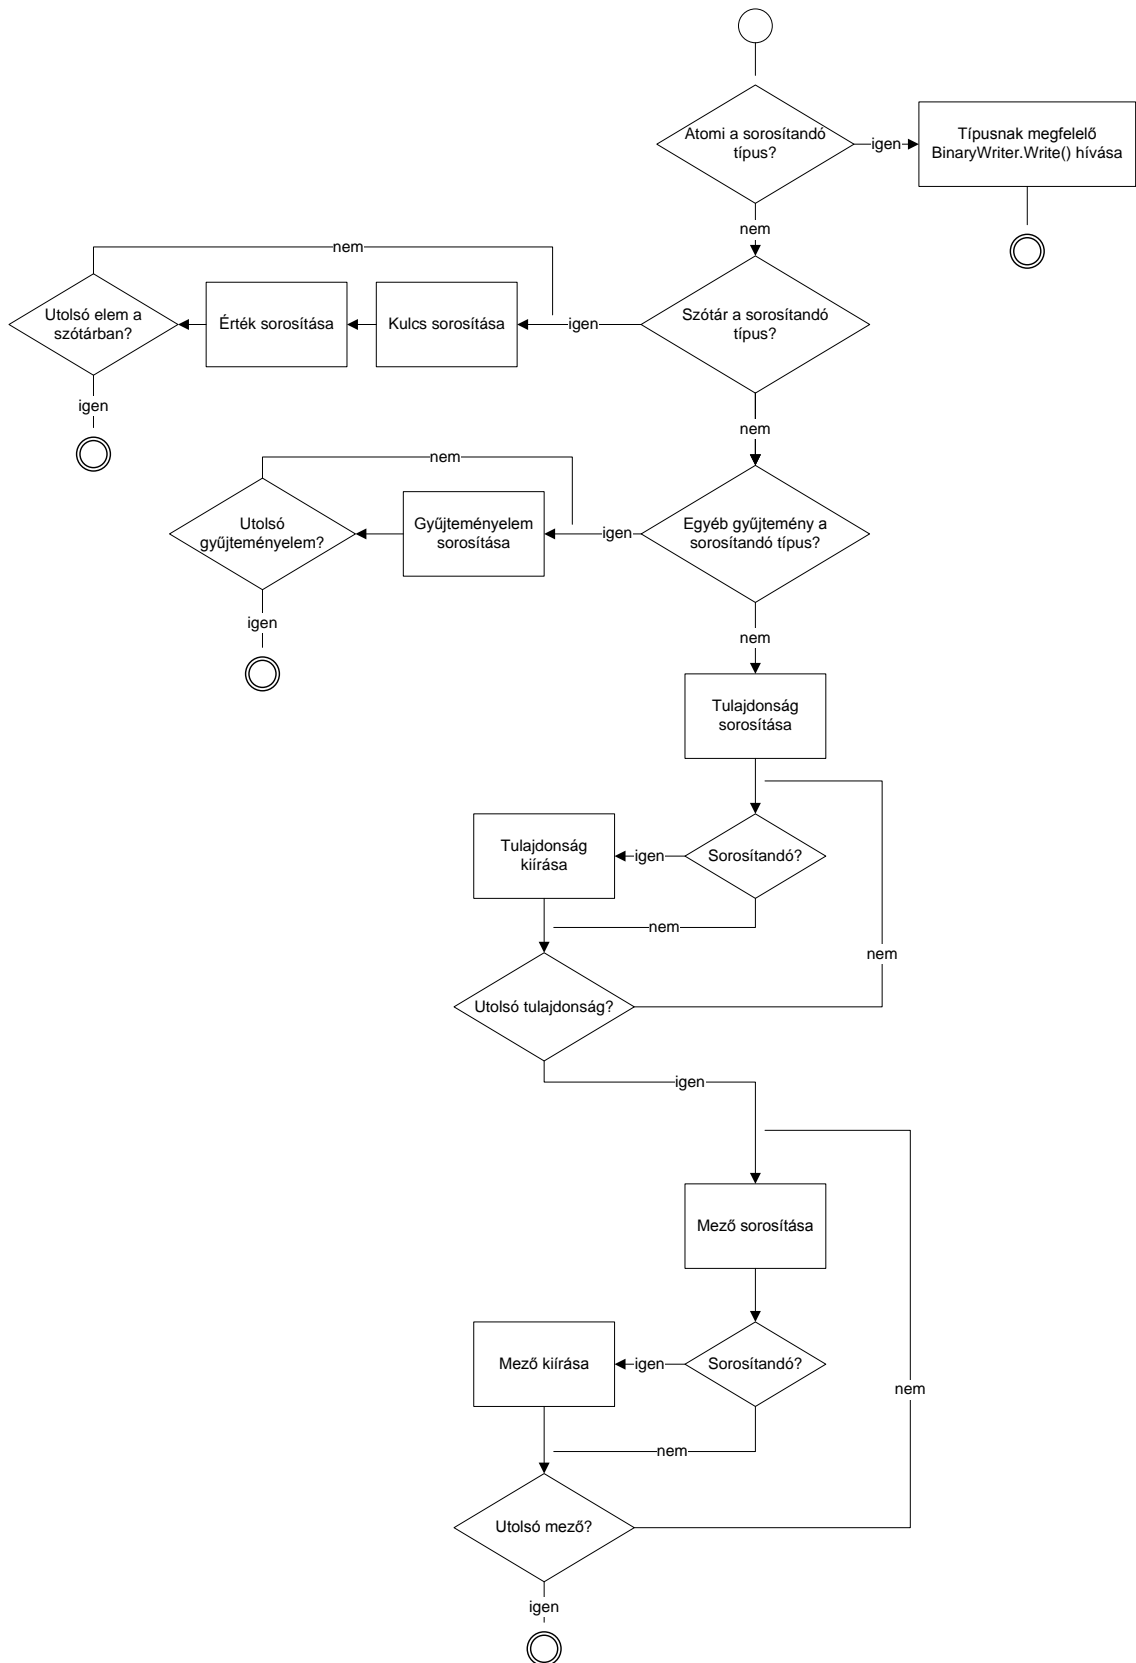 Atomi a sorosítandó
típus?
igen
Típusnak megfelelő
BinaryWriter.Write() hívása
nem
Szótár a sorosítandó
típus?
igen
Kulcs sorosítása
Érték sorosítása
Utolsó elem a
szótárban?
nem
igen
nem
Egyéb gyűjtemény a
sorosítandó típus?
igen
Gyűjteményelem
sorosítása
Utolsó
gyűjteményelem?
nem
igen
nem
Tulajdonság
sorosítása
Sorosítandó?
igen
Tulajdonság
kiírása
nem
Utolsó tulajdonság?
nem
igen
Mező sorosítása
Sorosítandó?
igen
Mező kiírása
nem
Utolsó mező?
nem
igen